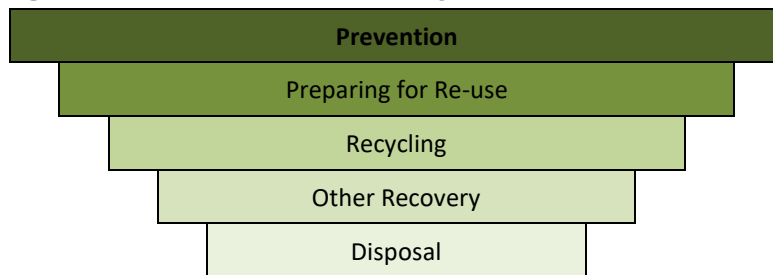 Prevention
Preparing for Re-use
Recycling
Other Recovery
Disposal